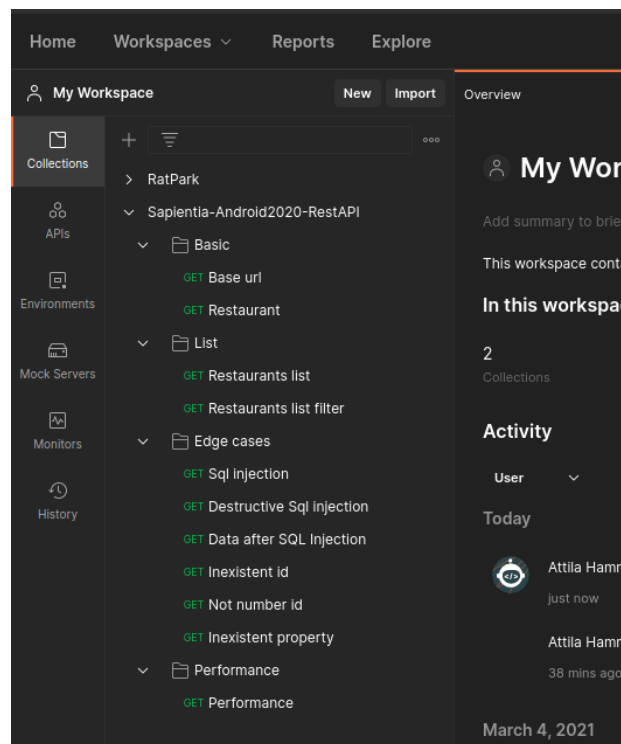 Home Workspaces Reports Explore
My Workspace New Import
Overview
Collections
APIs
Environments
Mock Servers
Monitors
History
RatPark
Sapientia-Android2020-RestAPI
Basic
GET Base url
GET Restaurant
List
GET Restaurants list
GET Restaurants list filter
Edge cases
GET Sql injection
GET Destructive Sql injection
GET Data after SQL Injection
GET Inexistent id
GET Not number id
GET Inexistent property
Performance
GET Performance
My Wor
Add summary to brie
This workspace cont
In this workspa
2
Collections
Activity
User
Today
Attila Ham
just now
Attila Ham
38 mins ago
March 4, 2021